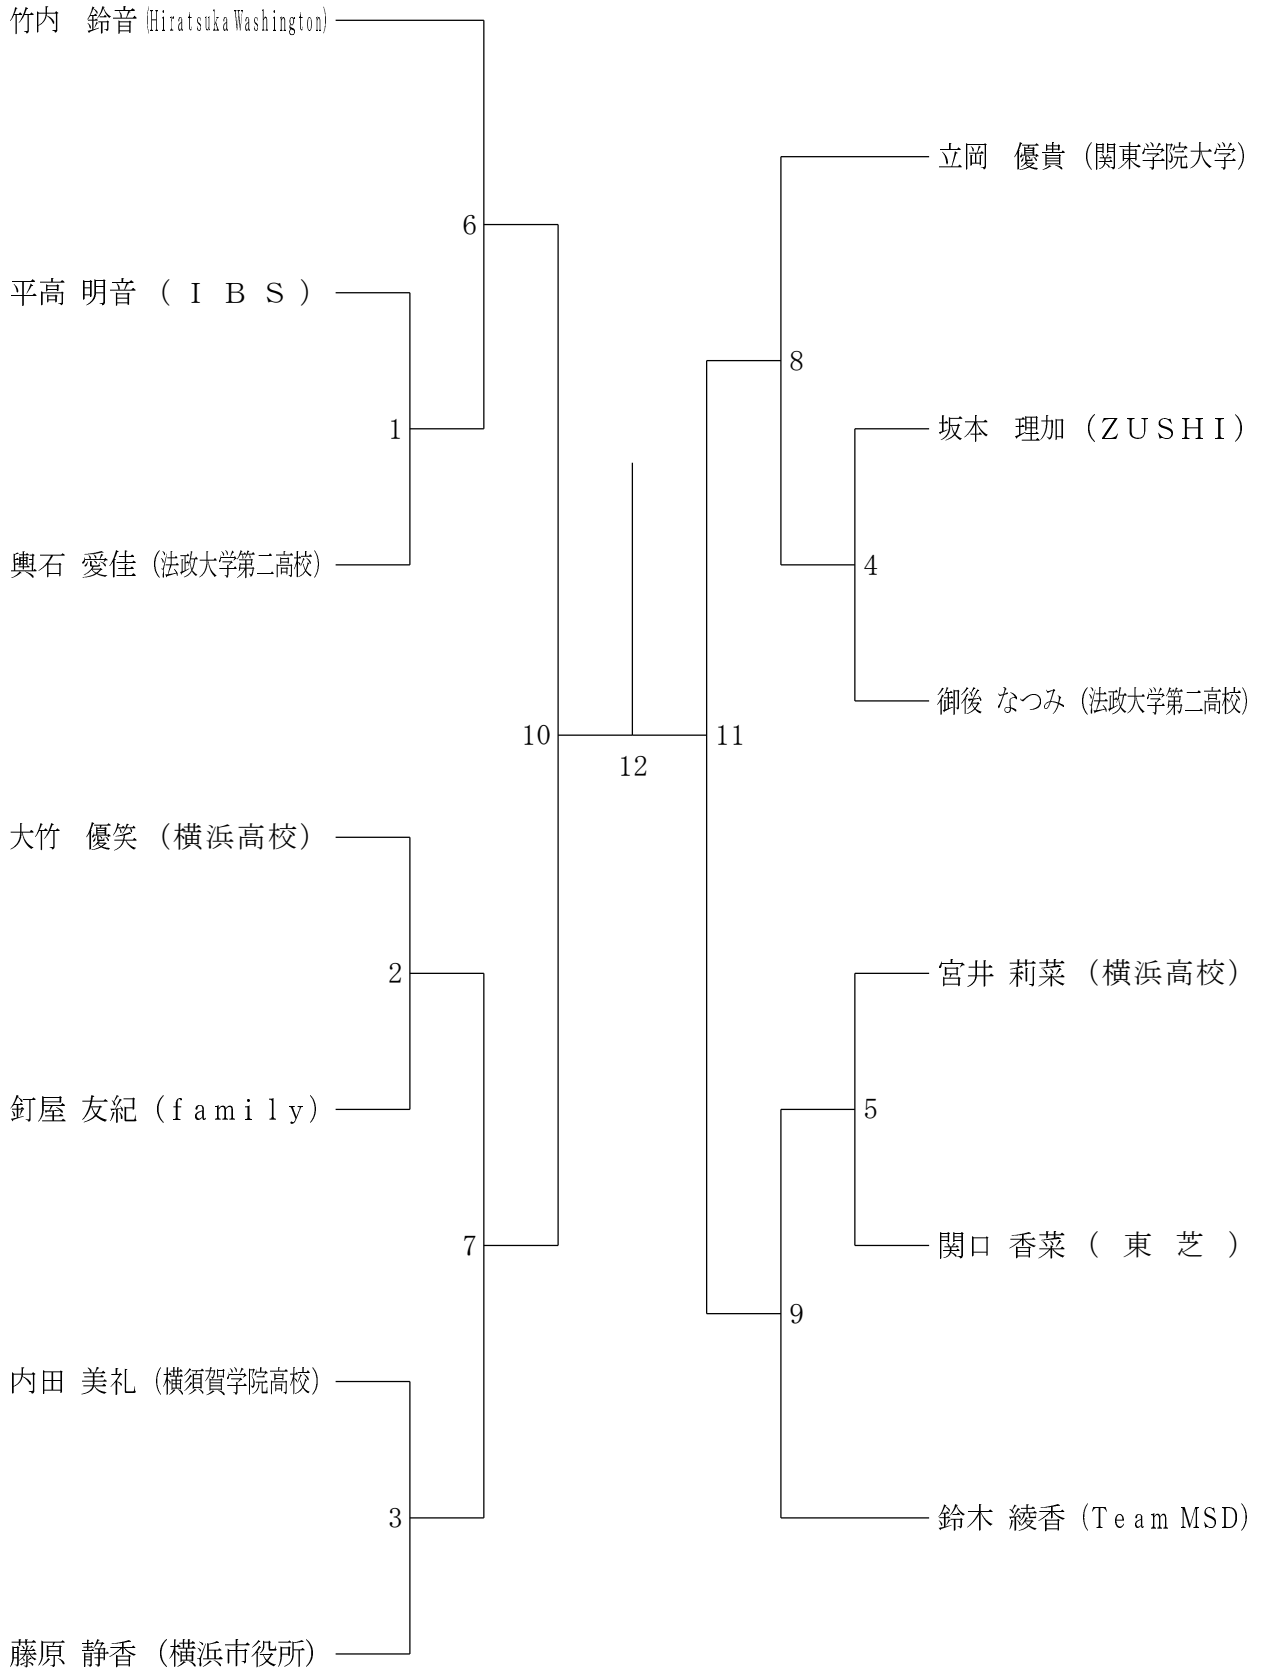 竹内　鈴音 (Hiratsuka Washington)
6
平高 明音 （ＩＢＳ）
1
輿石 愛佳 (法政大学第二高校)
10
大竹　優笑 （横浜高校）
2
釘屋 友紀 （ｆａｍｉｌｙ）
7
内田 美礼 (横須賀学院高校)
3
藤原 静香 （横浜市役所）
12
立岡　優貴 （関東学院大学）
8
坂本　理加 （ＺＵＳＨＩ）
4
御後 なつみ (法政大学第二高校)
11
宮井 莉菜 （横浜高校）
5
関口 香菜 （東芝）
9
鈴木 綾香 （Ｔｅａｍ MSD）